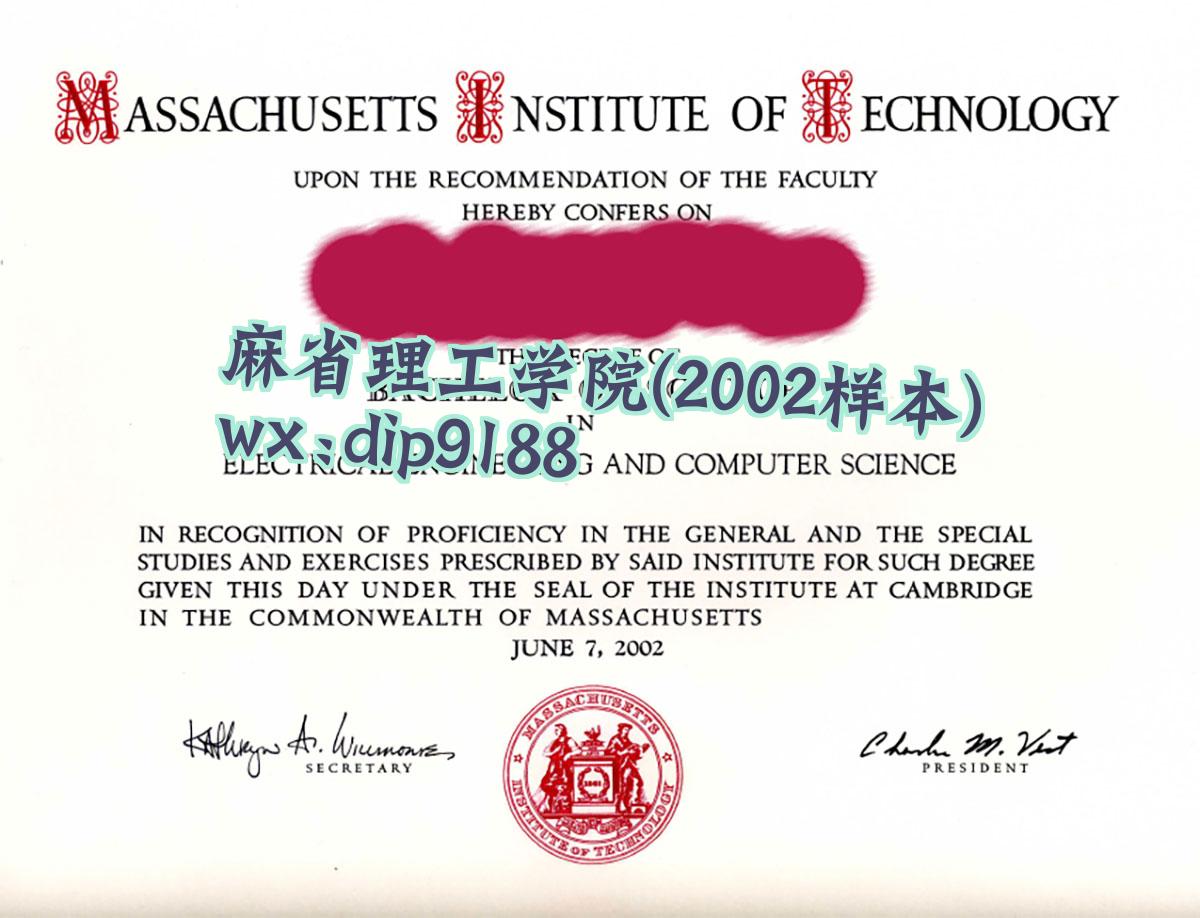 MASSACHUSETTS INSTITUTE OF TECHNOLOGY
UPON THE RECOMMENDATION OF THE FACULTY
HEREBY CONFERS ON
麻省理工学院(2002样本)
wx:dip9188
IN
AND COMPUTER SCIENCE
IN RECOGNITION OF PROFICIENCY IN THE GENERAL AND THE SPECIAL
STUDIES AND EXERCISES PRESCRIBED BY SAID INSTITUTE FOR SUCH DEGREE
GIVEN THIS DAY UNDER THE SEAL OF THE INSTITUTE AT CAMBRIDGE
IN THE COMMONWEALTH OF MASSACHUSETTS
JUNE 7, 2002
SECRETARY
MASSACHUSETTS
INSTITUTE OF TECHNOLOGY
Charles M. Vest
PRESIDENT